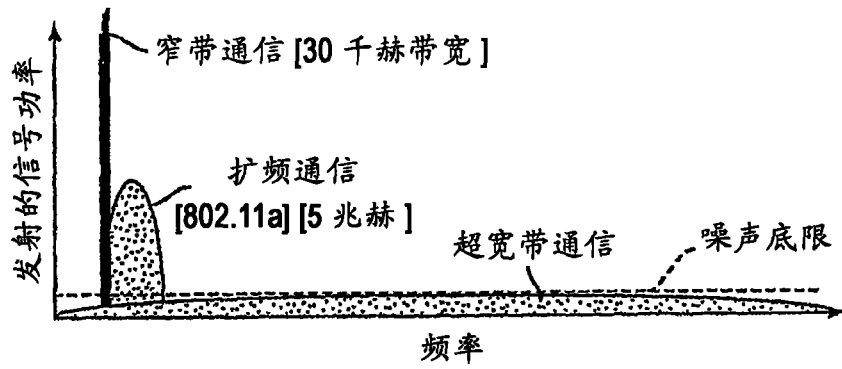 窄带通信 [30 千赫带宽 ]
发射的信号功率
扩频通信
[802.11a] [5 兆赫 ]
超宽带通信
噪声底限
频率